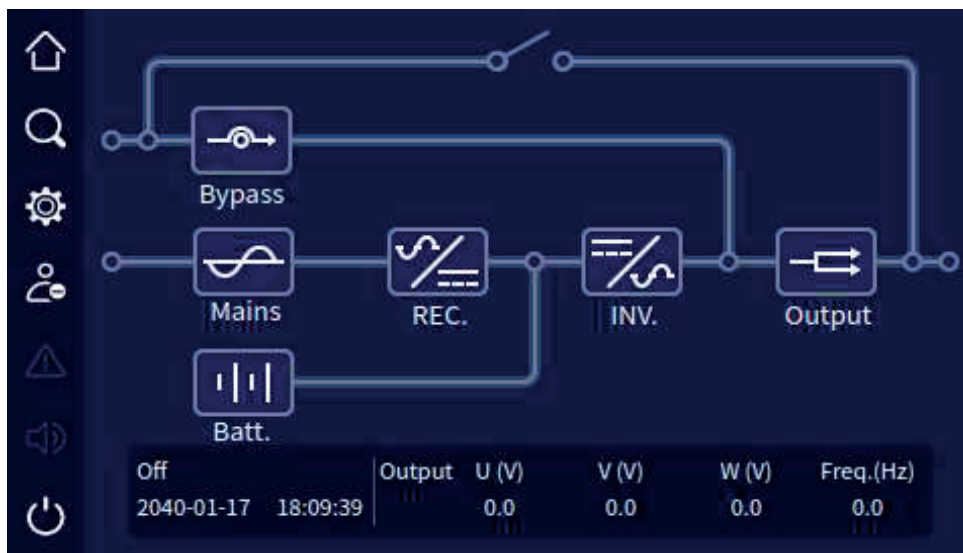 Bypass
Mains
REC.
INV.
Output
Batt.
Off
Output U (V) V (V) W (V) Freq.(Hz)
2040-01-17 18:09:39 0.0 0.0 0.0 0.0